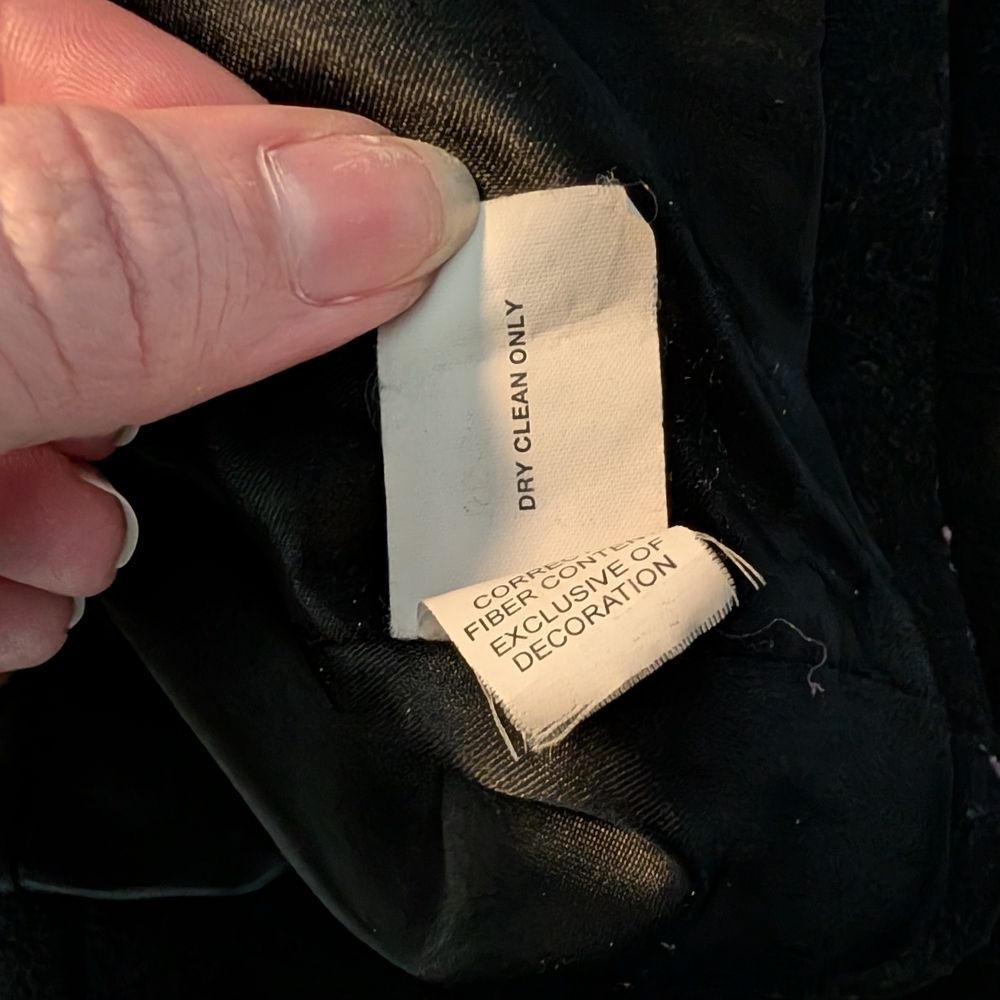 DRY CLEAN ONLY
FIBER CONTENT
EXCLUSIVE OF
DECORATION